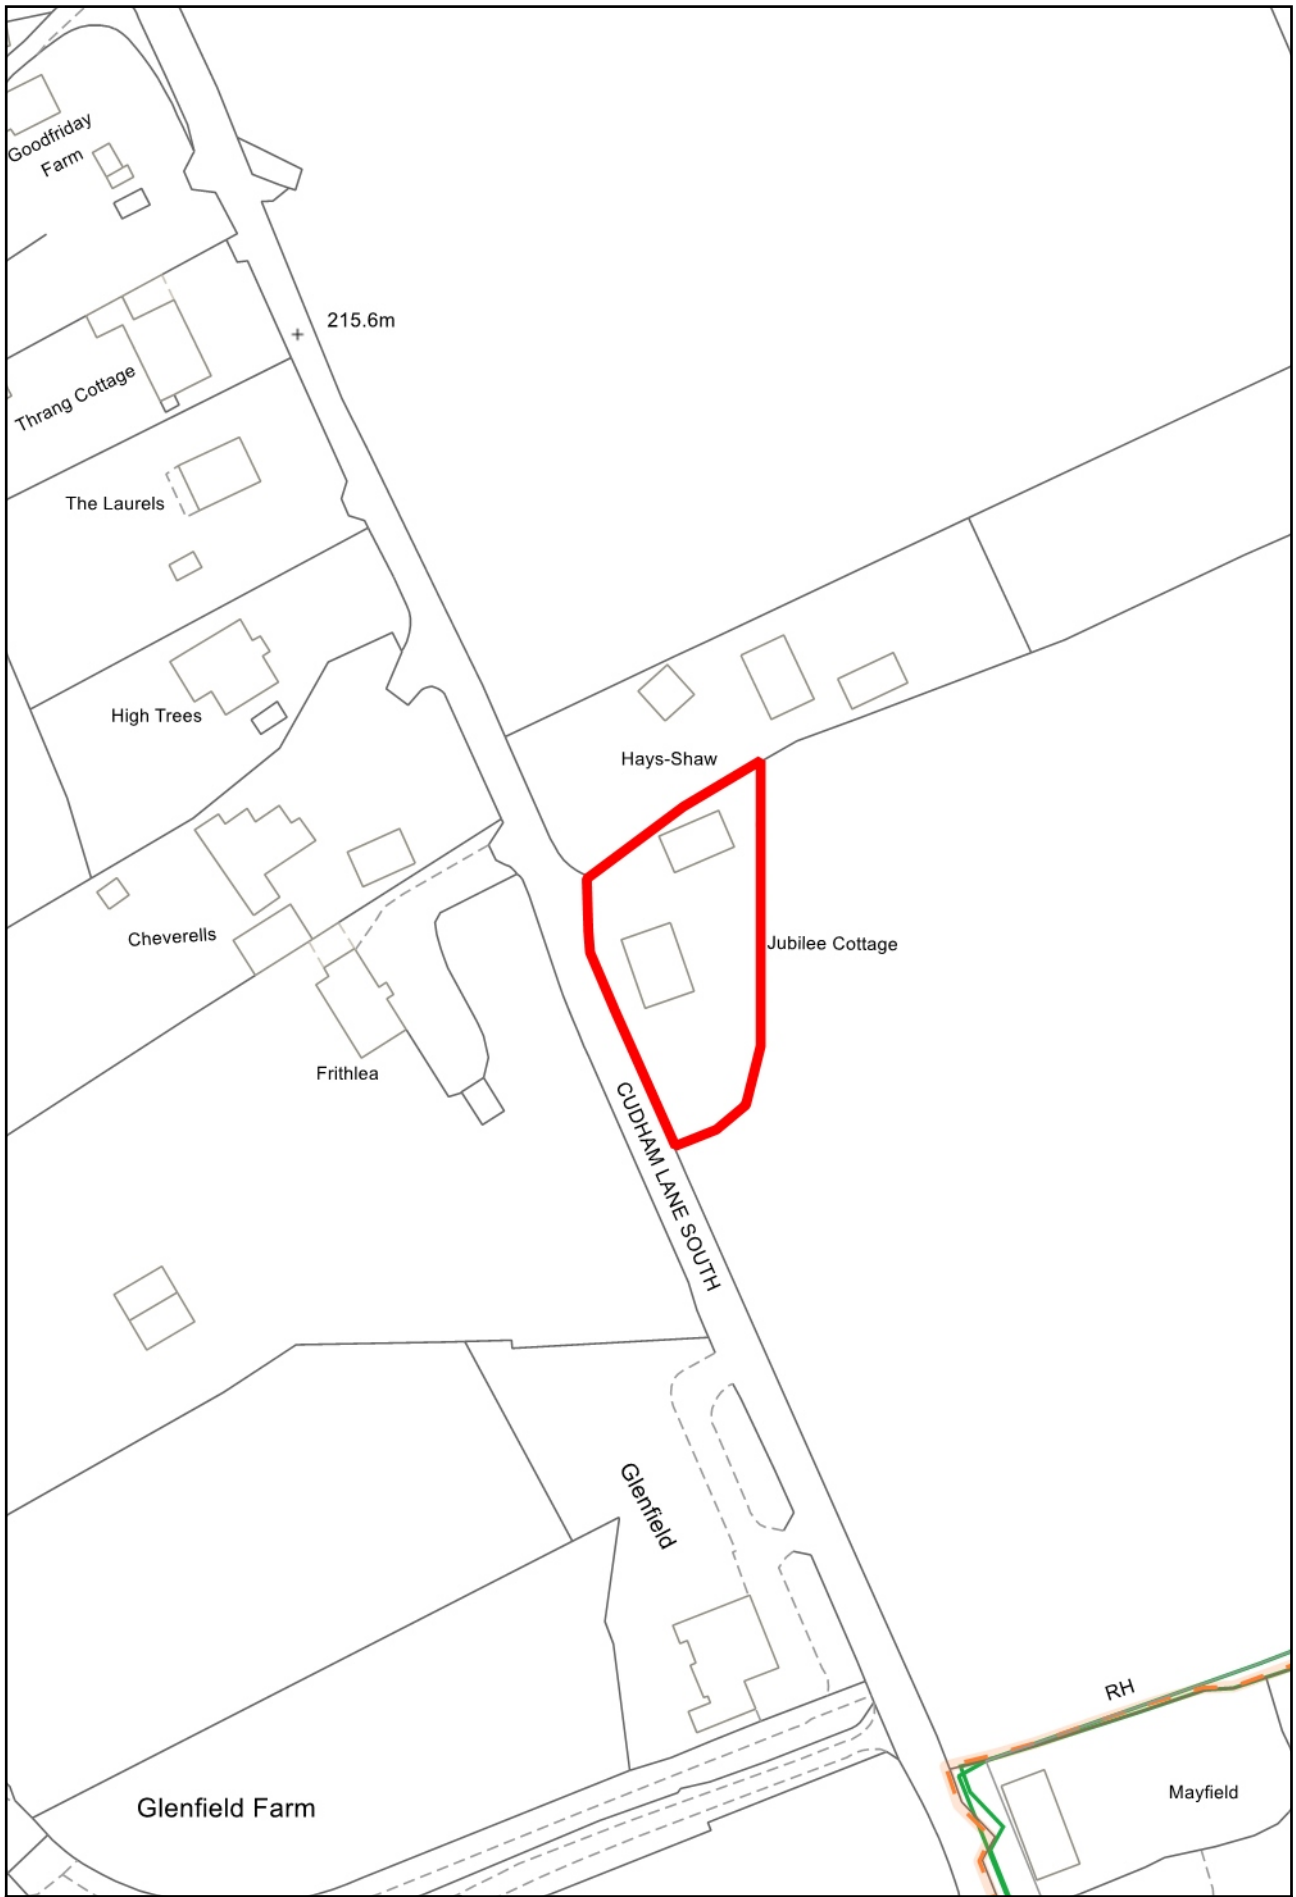 Goodfriday
Farm
215.6m
Thrang Cottage
The Laurels
High Trees
Hays-Shaw
Cheverells
Jubilee Cottage
Frithlea
CUDHAM LANE SOUTH
Glenfield
RH
Mayfield
Glenfield Farm